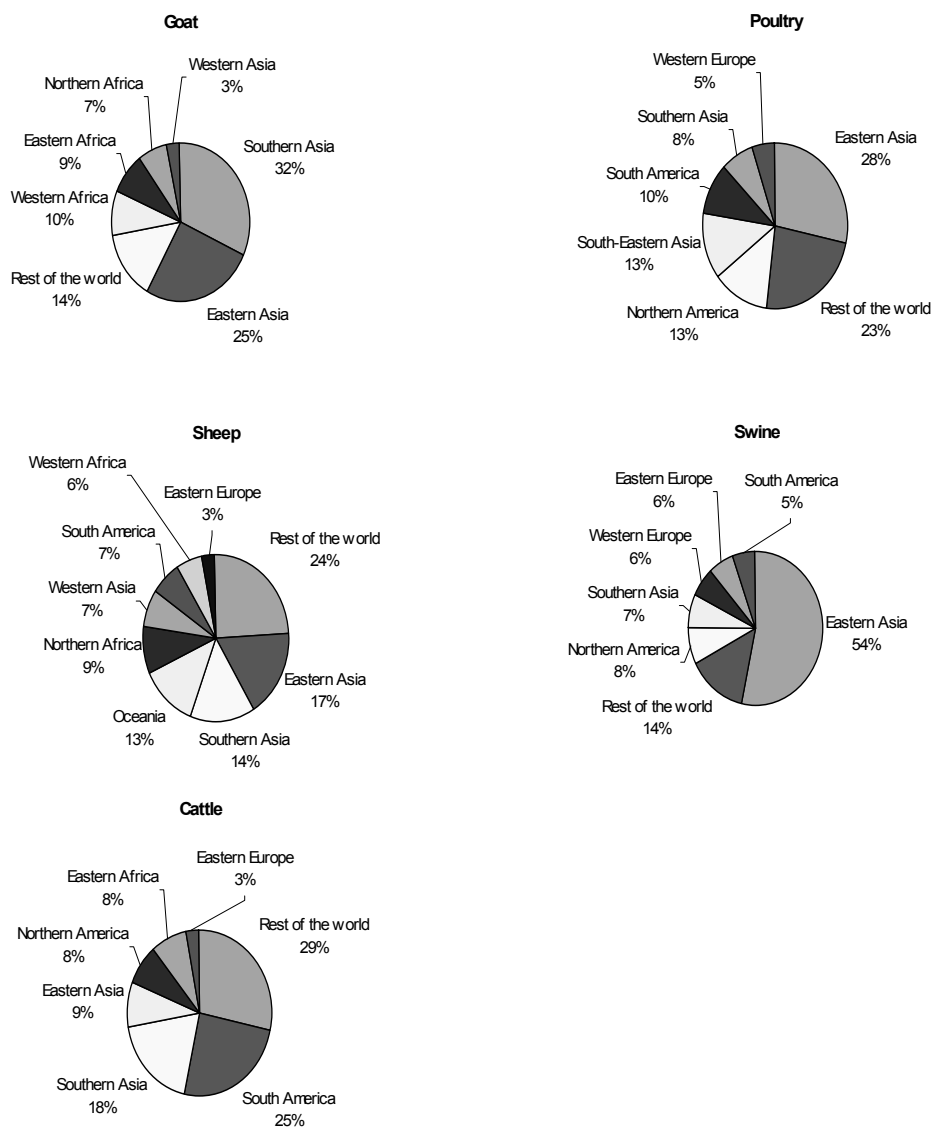 Goat
Western Asia
3%
Northern Africa
7%
Eastern Africa
9%
Southern Asia
32%
Western Africa
10%
Rest of the world
14%
Eastern Asia
25%
Poultry
Western Europe
5%
Southern Asia
8%
Eastern Asia
28%
South America
10%
South-Eastern Asia
13%
Northern America
13%
Rest of the world
23%
Sheep
Western Africa
6%
Eastern Europe
3%
South America
7%
Rest of the world
24%
Western Asia
7%
Northern Africa
9%
Eastern Asia
17%
Oceania
13%
Southern Asia
14%
Swine
Eastern Europe
6%
South America
5%
Western Europe
6%
Southern Asia
7%
Eastern Asia
54%
Northern America
8%
Rest of the world
14%
Cattle
Eastern Europe
3%
Eastern Africa
8%
Rest of the world
29%
Northern America
8%
Eastern Asia
9%
Southern Asia
18%
South America
25%